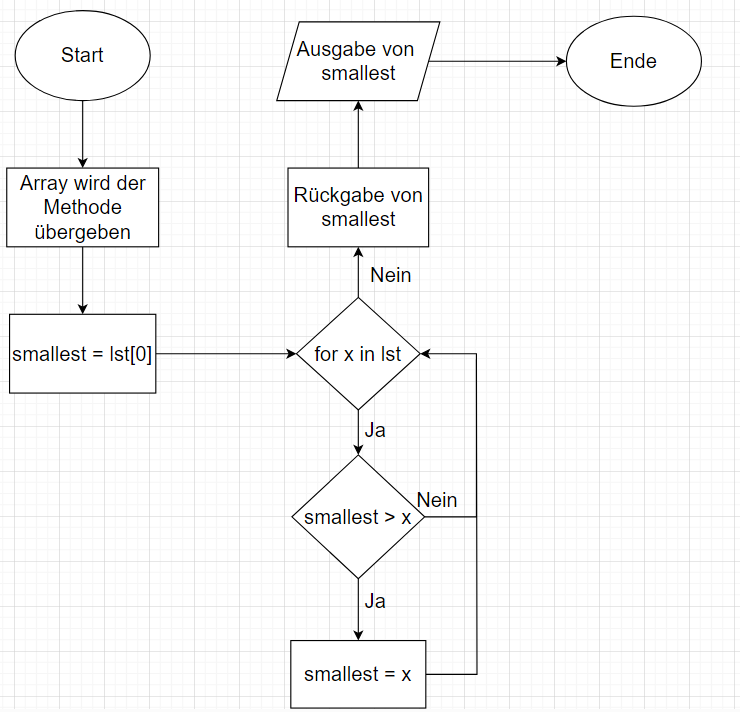 Start
Array wird der
Methode
übergeben
smallest = lst[0]
for x in lst
Ja
smallest > x
Nein
Ja
smallest = x
Nein
Rückgabe von
smallest
Ausgabe von
smallest
Ende